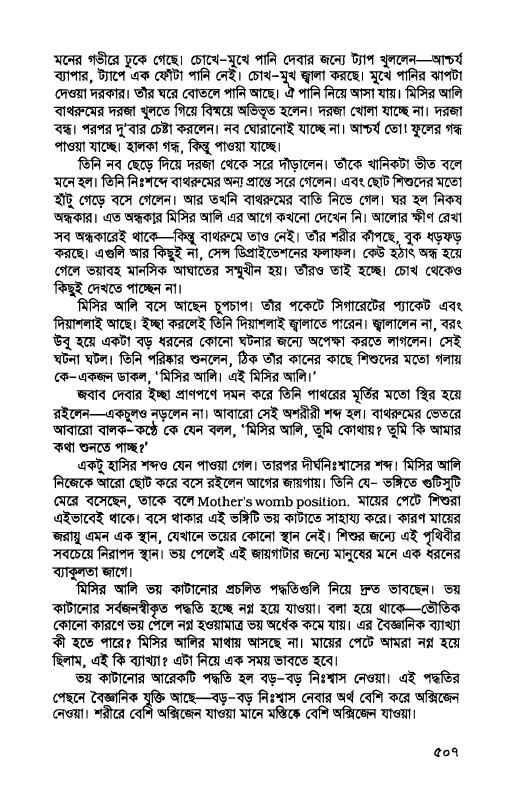 মনের গভীরে ঢুকে গেছে। চোখে-মুখে পানি দেবার জন্যে ট্যাপ খুললেন—আশ্চর্য
ব্যাপার, ট্যাপে এক ফোঁটা পানি নেই। চোখ-মুখ জ্বালা করছে। মুখে পানির ঝাপটা
দেওয়া দরকার। তাঁর ঘরে বোতলে পানি আছে। ঐ পানি নিয়ে আসা যায়। মিসির আলি
বাথরুমের দরজা খুলতে গিয়ে বিস্ময়ে অভিভূত হলেন। দরজা খোলা যাচ্ছে না। দরজা
বন্ধ। পরপর দু'বার চেষ্টা করলেন। নব ঘোরানোই যাচ্ছে না। আশ্চর্য তো! ফুলের গন্ধ
পাওয়া যাচ্ছে। হালকা গন্ধ, কিন্তু পাওয়া যাচ্ছে।
তিনি নব ছেড়ে দিয়ে দরজা থেকে সরে দাঁড়ালেন। তাঁকে খানিকটা ভীত বলে
মনে হল। তিনি নিঃশব্দে বাথরুমের অন্য প্রান্তে সরে গেলেন। এবং ছোট শিশুদের মতো
হাঁটু গেড়ে বসে গেলেন। আর তখনি বাথরুমের বাতি নিভে গেল। ঘর হল নিকষ
অন্ধকার। এত অন্ধকার মিসির আলি এর আগে কখনো দেখেন নি। আলোর ক্ষীণ রেখা
সব অন্ধকারেই থাকে—কিন্তু বাথরুমে তাও নেই। তাঁর শরীর কাঁপছে, বুক ধড়ফড়
করছে। এগুলি আর কিছুই না, সেন্স ডিপ্রাইভেশনের ফলাফল। কেউ হঠাৎ অন্ধ হয়ে
গেলে ভয়াবহ মানসিক আঘাতের সম্মুখীন হয়। তাঁরও তাই হচ্ছে। চোখ থেকেও
কিছুই দেখতে পাচ্ছেন না।
মিসির আলি বসে আছেন চুপচাপ। তাঁর পকেটে সিগারেটের প্যাকেট এবং
দিয়াশলাই আছে। ইচ্ছা করলেই তিনি দিয়াশলাই জ্বালাতে পারেন। জ্বালালেন না, বরং
উবু হয়ে একটা বড় ধরনের কোনো ঘটনার জন্যে অপেক্ষা করতে লাগলেন। সেই
ঘটনা ঘটল। তিনি পরিষ্কার শুনলেন, ঠিক তাঁর কানের কাছে শিশুদের মতো গলায়
কে-একজন ডাকল, ‘মিসির আলি। এই মিসির আলি।’
জবাব দেবার ইচ্ছা প্রাণপণে দমন করে তিনি পাথরের মূর্তির মতো স্থির হয়ে
রইলেন—একচুলও নড়লেন না। আবারো সেই অশরীরী শব্দ হল। বাথরুমের ভেতরে
আবারো বালক-কণ্ঠে কে যেন বলল, ‘মিসির আলি, তুমি কোথায়? তুমি কি আমার
কথা শুনতে পাচ্ছ?’
একটু হাসির শব্দও যেন পাওয়া গেল। তারপর দীর্ঘনিঃশ্বাসের শব্দ। মিসির আলি
নিজেকে আরো ছোট করে বসে রইলেন আগের জায়গায়। তিনি যে- ভঙ্গিতে গুটিসুটি
মেরে বসেছেন, তাকে বলে Mother's womb position. মায়ের পেটে শিশুরা
এইভাবেই থাকে। বসে থাকার এই ভঙ্গিটি ভয় কাটাতে সাহায্য করে। কারণ মায়ের
জরায়ু এমন এক স্থান, যেখানে ভয়ের কোনো স্থান নেই। শিশুর জন্যে এই পৃথিবীর
সবচেয়ে নিরাপদ স্থান। ভয় পেলেই এই জায়গাটার জন্যে মানুষের মনে এক ধরনের
ব্যাকুলতা জাগে।
মিসির আলি ভয় কাটানোর প্রচলিত পদ্ধতিগুলি নিয়ে দ্রুত ভাবছেন। ভয়
কাটানোর সর্বজনস্বীকৃত পদ্ধতি হচ্ছে নগ্ন হয়ে যাওয়া। বলা হয়ে থাকে—ভৌতিক
কোনো কারণে ভয় পেলে নগ্ন হওয়ামাত্র ভয় অর্ধেক কমে যায়। এর বৈজ্ঞানিক ব্যাখ্যা
কী হতে পারে? মিসির আলির মাথায় আসছে না। মায়ের পেটে আমরা নগ্ন হয়ে
ছিলাম, এই কি ব্যাখ্যা? এটা নিয়ে এক সময় ভাবতে হবে।
ভয় কাটানোর আরেকটি পদ্ধতি হল বড়-বড় নিঃশ্বাস নেওয়া। এই পদ্ধতির
পেছনে বৈজ্ঞানিক যুক্তি আছে—বড়-বড় নিঃশ্বাস নেবার অর্থ বেশি করে অক্সিজেন
নেওয়া। শরীরে বেশি অক্সিজেন যাওয়া মানে মস্তিষ্কে বেশি অক্সিজেন যাওয়া।
৫০৭